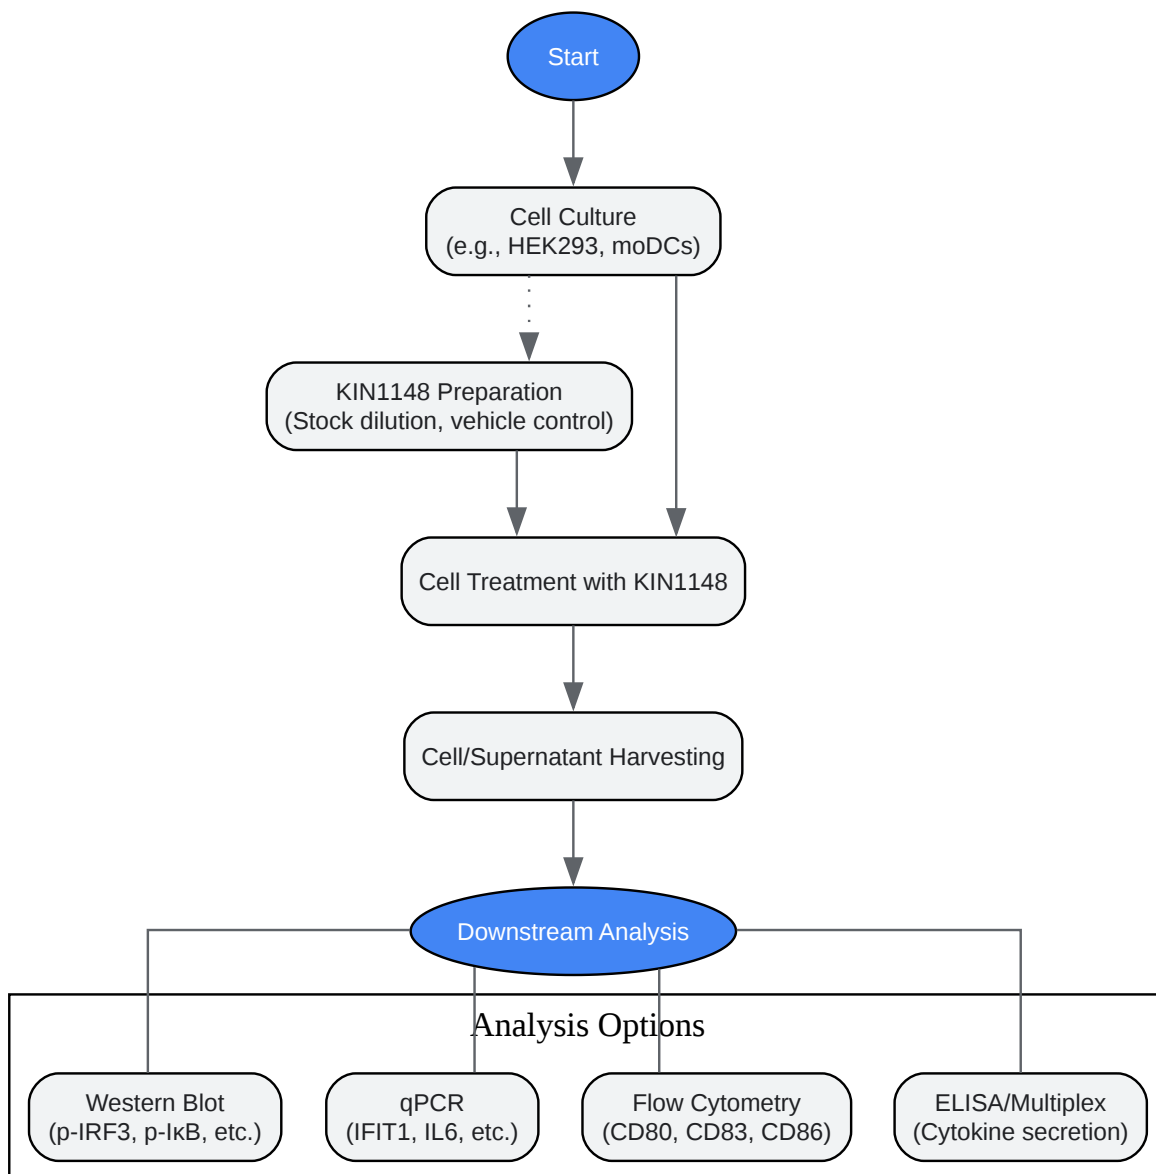 Start
Cell Culture
(e.g., HEK293, moDCs)
KIN1148 Preparation
(Stock dilution, vehicle control)
Cell Treatment with KIN1148
Cell/Supernatant Harvesting
Downstream Analysis
Analysis Options
Western Blot
(p-IRF3, p-IκB, etc.)
qPCR
(IFIT1, IL6, etc.)
Flow Cytometry
(CD80, CD83, CD86)
ELISA/Multiplex
(Cytokine secretion)